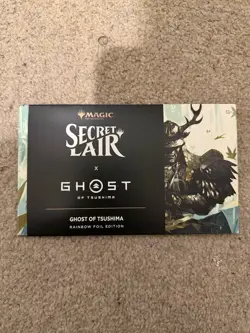 MAGIC
SECRET
LAIR
x
GHOST
OF TSUSHIMA
GHOST OF TSUSHIMA
RAINBOW FOIL EDITION